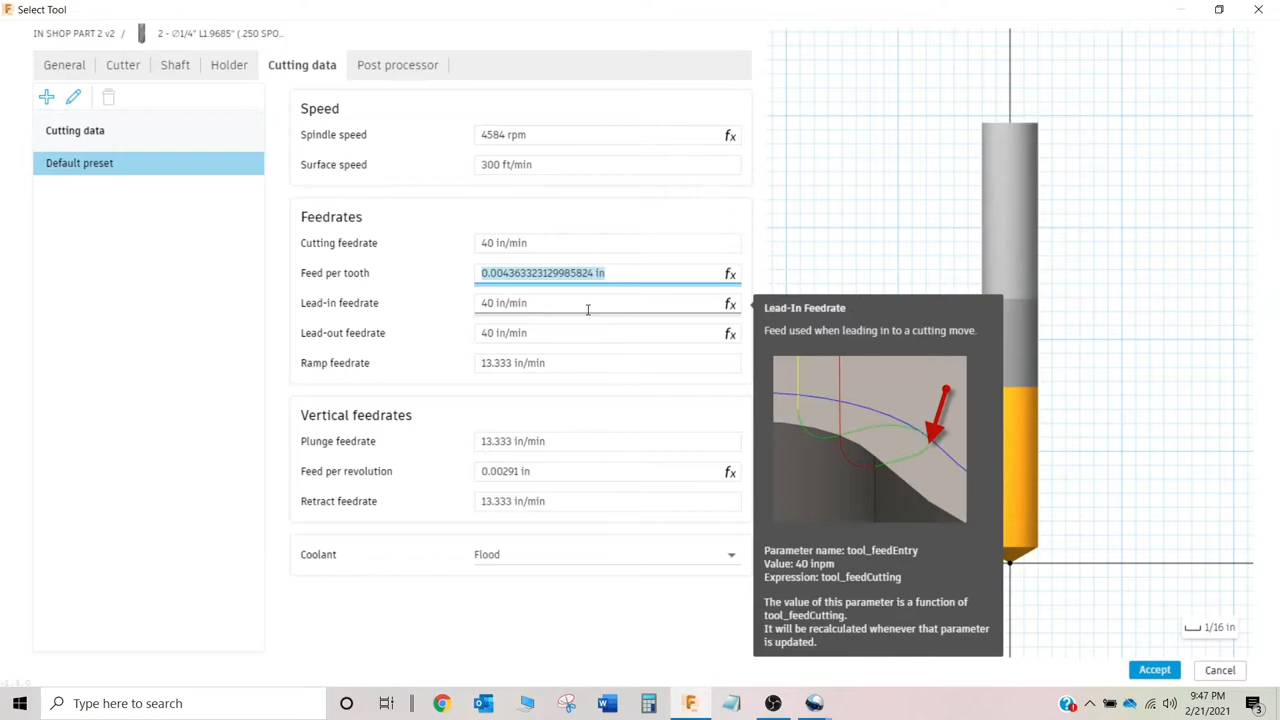 Select Tool
IN SHOP PART 2 v2 / 2 - ∅1/4" L1.9685" (.250 SPO...
General Cutter Shaft Holder Cutting data Post processor
Cutting data
Default preset
Speed
Spindle speed 4584 rpm fx
Surface speed 300 ft/min
Feedrates
Cutting feedrate 40 in/min
Feed per tooth 0.004363323129985824 in fx
Lead-in feedrate 40 in/min fx
Lead-out feedrate 40 in/min fx
Ramp feedrate 13.333 in/min
Vertical feedrates
Plunge feedrate 13.333 in/min
Feed per revolution 0.00291 in fx
Retract feedrate 13.333 in/min
Coolant Flood
Lead-In Feedrate
Feed used when leading in to a cutting move.
Parameter name: tool_feedEntry
Value: 40 inpm
Expression: tool_feedCutting
The value of this parameter is a function of
tool_feedCutting.
It will be recalculated whenever that parameter
is updated.
1/16 in
Accept Cancel
Type here to search
9:47 PM
2/21/2021
3